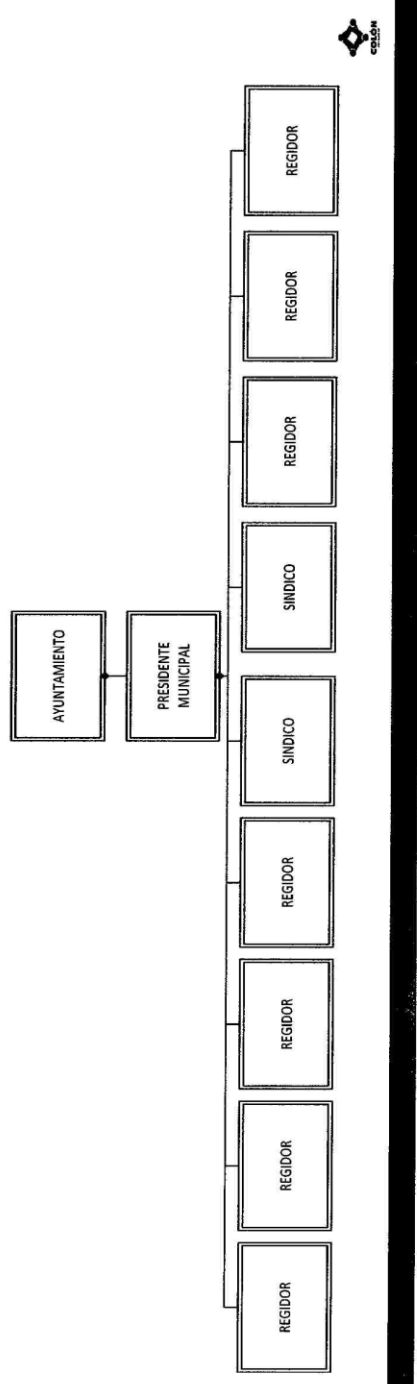 AYUNTAMIENTO
PRESIDENTE
MUNICIPAL
REGIDOR
REGIDOR
REGIDOR
REGIDOR
SINDICO
SINDICO
REGIDOR
REGIDOR
REGIDOR
COLÓN